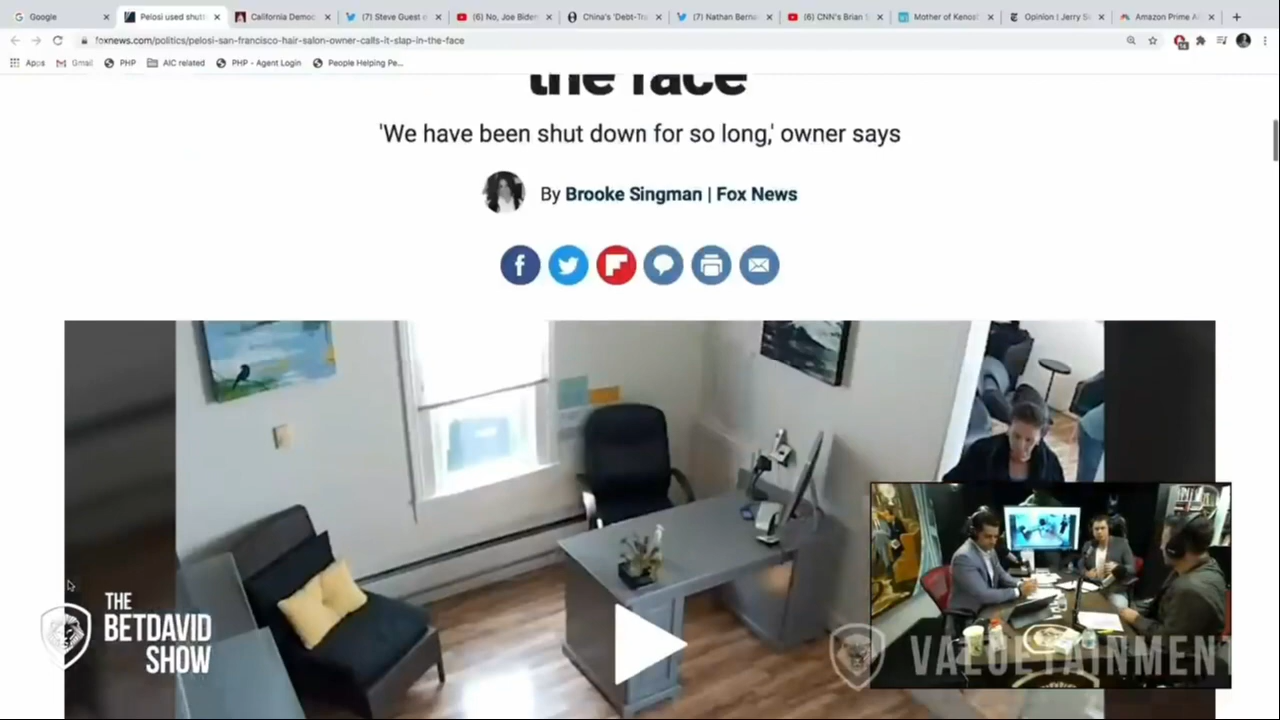 Google
Pelosi used shut
California Democ
(7) Steve Guest
(6) No, Joe Biden
China's 'Debt-Tra
(7) Nathan Berna
(6) CNN's Brian S
Mother of Kenosh
Opinion | Jerry S
Amazon Prime Ai
foxnews.com/politics/pelosi-san-francisco-hair-salon-owner-calls-it-slap-in-the-face
Apps
Gmail
PHP
AIC related
PHP - Agent Login
People Helping Pe...
the face
'We have been shut down for so long,' owner says
By Brooke Singman | Fox News
THE
BETDAVID
SHOW
VALUETAINMENT